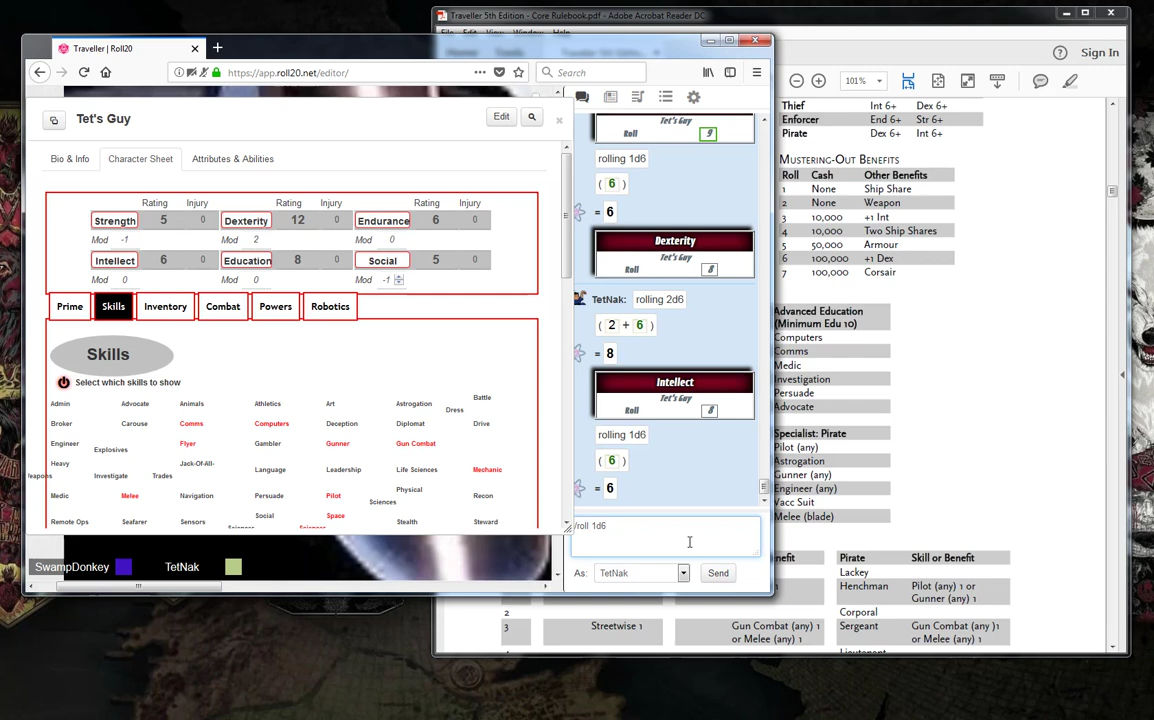 Traveller 5th Edition - Core Rulebook.pdf - Adobe Acrobat Reader DC
Traveller | Roll20
Sign In
https://app.roll20.net/editor/
Search
101%
Tet's Guy
Edit
Bio & Info
Character Sheet
Attributes & Abilities
Rating Injury Rating Injury Rating Injury
Strength 5 0 Dexterity 12 0 Endurance 6 0
Mod -1 Mod 2 Mod 0
Intellect 6 0 Education 8 0 Social 5 0
Mod 0 Mod 0 Mod -1
Prime Skills Inventory Combat Powers Robotics
Skills
Select which skills to show
Admin Advocate Animals Athletics Art Astrogation Battle Dress
Broker Carouse Comms Computers Deception Diplomat Drive
Engineer Explosives Flyer Gambler Gunner Gun Combat
Heavy Weapons Investigate Jack-Of-All-Trades Language Leadership Life Sciences Mechanic
Medic Melee Navigation Persuade Pilot Physical Sciences Recon
Remote Ops Seafarer Sensors Social Sciences Space Sciences Stealth Steward
SwampDonkey
TetNak
Tet's Guy
Roll 9
rolling 1d6
( 6 )
= 6
Dexterity
Tet's Guy
Roll 8
TetNak: rolling 2d6
( 2 + 6 )
= 8
Intellect
Tet's Guy
Roll 8
rolling 1d6
( 6 )
= 6
/roll 1d6
As: TetNak Send
Thief Int 6+ Dex 6+
Enforcer End 6+ Str 6+
Pirate Dex 6+ Int 6+
Mustering-Out Benefits
Roll Cash Other Benefits
1 None Ship Share
2 None Weapon
3 10,000 +1 Int
4 10,000 Two Ship Shares
5 50,000 Armour
6 100,000 +1 Dex
7 100,000 Corsair
Advanced Education
(Minimum Edu 10)
Computers
Comms
Medic
Investigation
Persuade
Advocate
Specialist: Pirate
Pilot (any)
Astrogation
Gunner (any)
Engineer (any)
Vacc Suit
Melee (blade)
Pirate Skill or Benefit
Lackey
Henchman Pilot (any) 1 or
Gunner (any) 1
2 Corporal
3 Streetwise 1 Gun Combat (any) 1 Sergeant Gun Combat (any )1
or Melee (any) 1 or Melee (any) 1